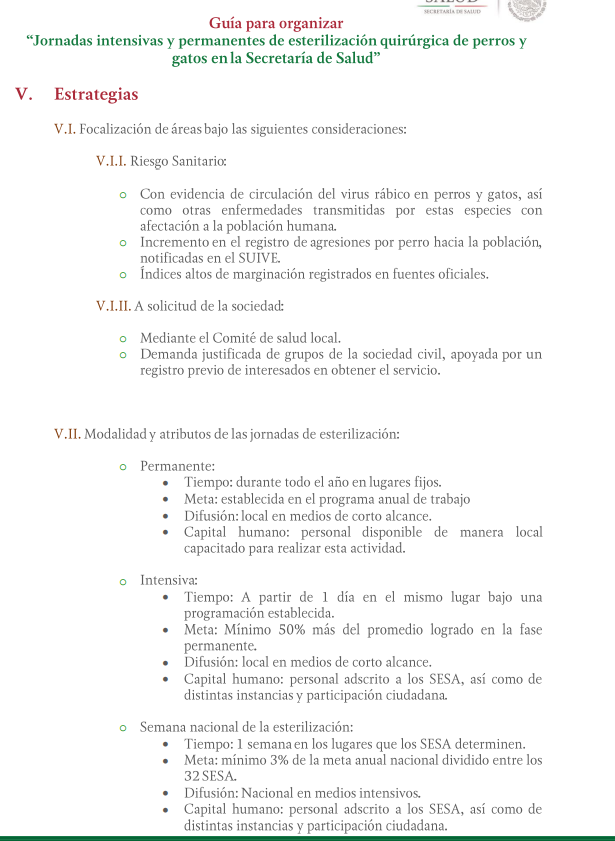 SALUD
SECRETARÍA DE SALUD
Guía para organizar
“Jornadas intensivas y permanentes de esterilización quirúrgica de perros y
gatos en la Secretaría de Salud”
V. Estrategias
V.I. Focalización de áreas bajo las siguientes consideraciones:
V.I.I. Riesgo Sanitario:
o Con evidencia de circulación del virus rábico en perros y gatos, así
como otras enfermedades transmitidas por estas especies con
afectación a la población humana.
o Incremento en el registro de agresiones por perro hacia la población,
notificadas en el SUIVE.
o Índices altos de marginación registrados en fuentes oficiales.
V.I.II. A solicitud de la sociedad:
o Mediante el Comité de salud local.
o Demanda justificada de grupos de la sociedad civil, apoyada por un
registro previo de interesados en obtener el servicio.
V.II. Modalidad y atributos de las jornadas de esterilización:
o Permanente:
• Tiempo: durante todo el año en lugares fijos.
• Meta: establecida en el programa anual de trabajo
• Difusión: local en medios de corto alcance.
• Capital humano: personal disponible de manera local
capacitado para realizar esta actividad.
o Intensiva:
• Tiempo: A partir de 1 día en el mismo lugar bajo una
programación establecida.
• Meta: Mínimo 50% más del promedio logrado en la fase
permanente.
• Difusión: local en medios de corto alcance.
• Capital humano: personal adscrito a los SESA, así como de
distintas instancias y participación ciudadana.
o Semana nacional de la esterilización:
• Tiempo: 1 semana en los lugares que los SESA determinen.
• Meta: mínimo 3% de la meta anual nacional dividido entre los
32 SESA.
• Difusión: Nacional en medios intensivos.
• Capital humano: personal adscrito a los SESA, así como de
distintas instancias y participación ciudadana.